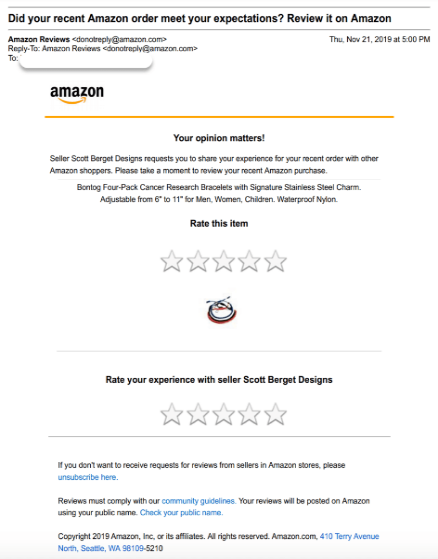 Did your recent Amazon order meet your expectations? Review it on Amazon
Amazon Reviews <donotreply@amazon.com>
Thu, Nov 21, 2019 at 5:00 PM
Reply-To: Amazon Reviews <donotreply@amazon.com>
To:
amazon
Your opinion matters!
Seller Scott Berget Designs requests you to share your experience for your recent order with other
Amazon shoppers. Please take a moment to review your recent Amazon purchase.
Bontog Four-Pack Cancer Research Bracelets with Signature Stainless Steel Charm.
Adjustable from 6" to 11" for Men, Women, Children. Waterproof Nylon.
Rate this item
Rate your experience with seller Scott Berget Designs
If you don't want to receive requests for reviews from sellers in Amazon stores, please
unsubscribe here.
Reviews must comply with our community guidelines. Your reviews will be posted on Amazon
using your public name. Check your public name.
Copyright 2019 Amazon, Inc, or its affiliates. All rights reserved. Amazon.com, 410 Terry Avenue
North, Seattle, WA 98109-5210